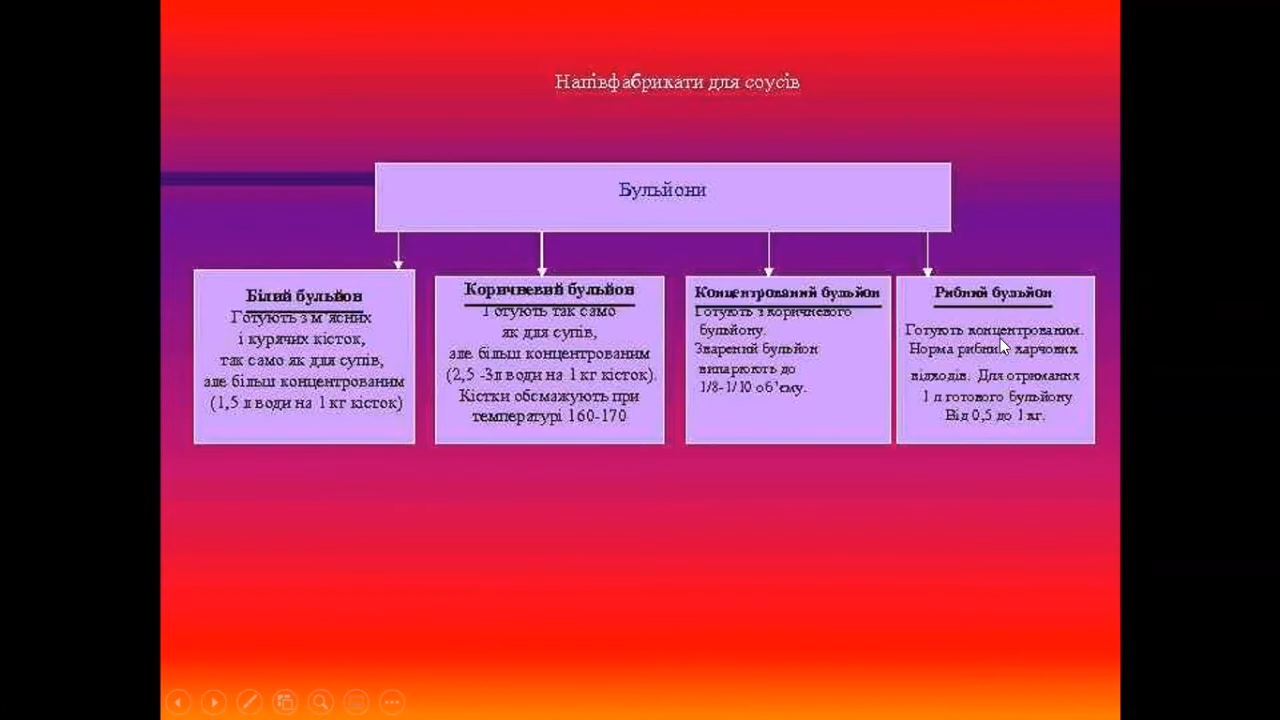 Напівфабрикати для соусів
Бульйони
Білий бульйон
Готують з м'ясних
і курячих кісток,
так само як для супів,
але більш концентрованим
(1,5 л води на 1 кг кісток)
Коричневий бульйон
Готують так само
як для супів,
але більш концентрованим
(2,5 -3л води на 1 кг кісток).
Кістки обсмажують при
температурі 160-170
Концентрований бульйон
Готують з коричневого
бульйону.
Зварений бульйон
випарюють до
1/8-1/10 об'єму.
Рибний бульйон
Готують концентрованим.
Норма рибних харчових
відходів. Для отримання
1 л готового бульйону
Від 0,5 до 1 кг.